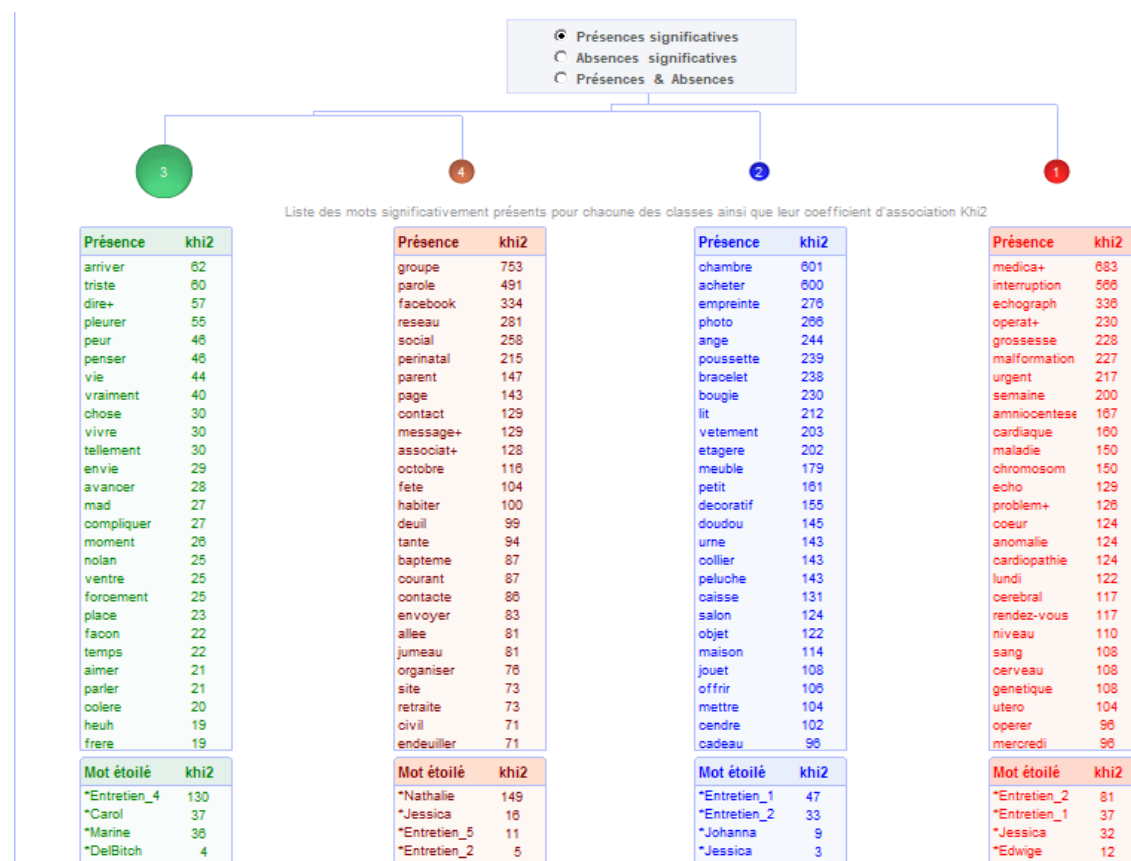 Présences significatives
Absences significatives
Présences & Absences
3
4
2
1
Liste des mots significativement présents pour chacune des classes ainsi que leur coefficient d'association Khi2
Présence khi2 Présence khi2 Présence khi2 Présence khi2
arriver 62 groupe 753 chambre 601 medica+ 683
triste 60 parole 491 acheter 600 interruption 566
dire+ 57 facebook 334 empreinte 276 echograph 336
pleurer 55 reseau 281 photo 266 operat+ 230
peur 46 social 258 ange 244 grossesse 228
penser 46 perinatal 215 poussette 239 malformation 227
vie 44 parent 147 bracelet 238 urgent 217
vraiment 40 page 143 bougie 230 semaine 200
chose 30 contact 129 lit 212 amniocentese 167
vivre 30 message+ 129 vetement 203 cardiaque 160
tellement 30 associat+ 128 etagere 202 maladie 150
envie 29 octobre 116 meuble 179 chromosom 150
avancer 28 fete 104 petit 161 echo 129
mad 27 habiter 100 decoratif 155 problem+ 126
compliquer 27 deuil 99 doudou 145 coeur 124
moment 26 tante 94 urne 143 anomalie 124
nolan 25 bapteme 87 collier 143 cardiopathie 124
ventre 25 courant 87 peluche 143 lundi 122
forcement 25 contacte 86 caisse 131 cerebral 117
place 23 envoyer 83 salon 124 rendez-vous 117
facon 22 allee 81 objet 122 niveau 110
temps 22 jumeau 81 maison 114 sang 108
aimer 21 organiser 76 jouet 108 cerveau 108
parler 21 site 73 offrir 106 genetique 108
colere 20 retraite 73 mettre 104 utero 104
heuh 19 civil 71 cendre 102 operer 96
frere 19 endeuiller 71 cadeau 96 mercredi 96
Mot étoilé khi2 Mot étoilé khi2 Mot étoilé khi2 Mot étoilé khi2
*Entretien_4 130 *Nathalie 149 *Entretien_1 47 *Entretien_2 81
*Carol 37 *Jessica 16 *Entretien_2 33 *Entretien_1 37
*Marine 36 *Entretien_5 11 *Johanna 9 *Jessica 32
*DelBitch 4 *Entretien_2 5 *Jessica 3 *Edwige 12